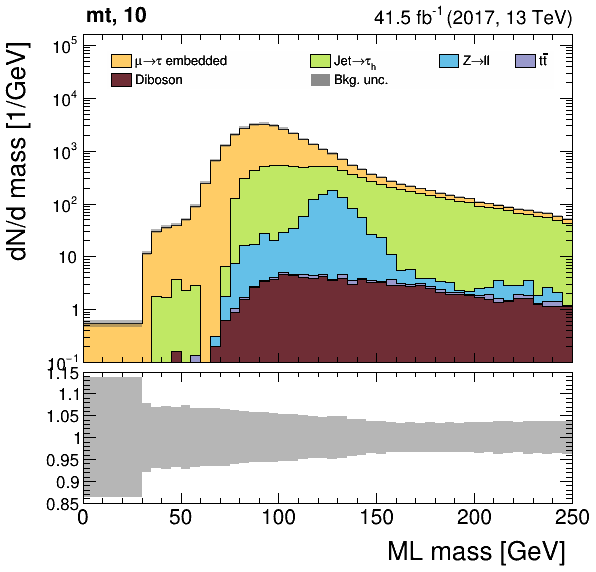 mt, 10 41.5 fb⁻¹ (2017, 13 TeV)
dN/d mass [1/GeV]
10⁵
10⁴
10³
10²
10
1
10⁻¹
μ→τ embedded Jet→τₕ Z→ll tt̄
Diboson Bkg. unc.
1.15
1.1
1.05
1
0.95
0.9
0.85
0 50 100 150 200 250
ML mass [GeV]